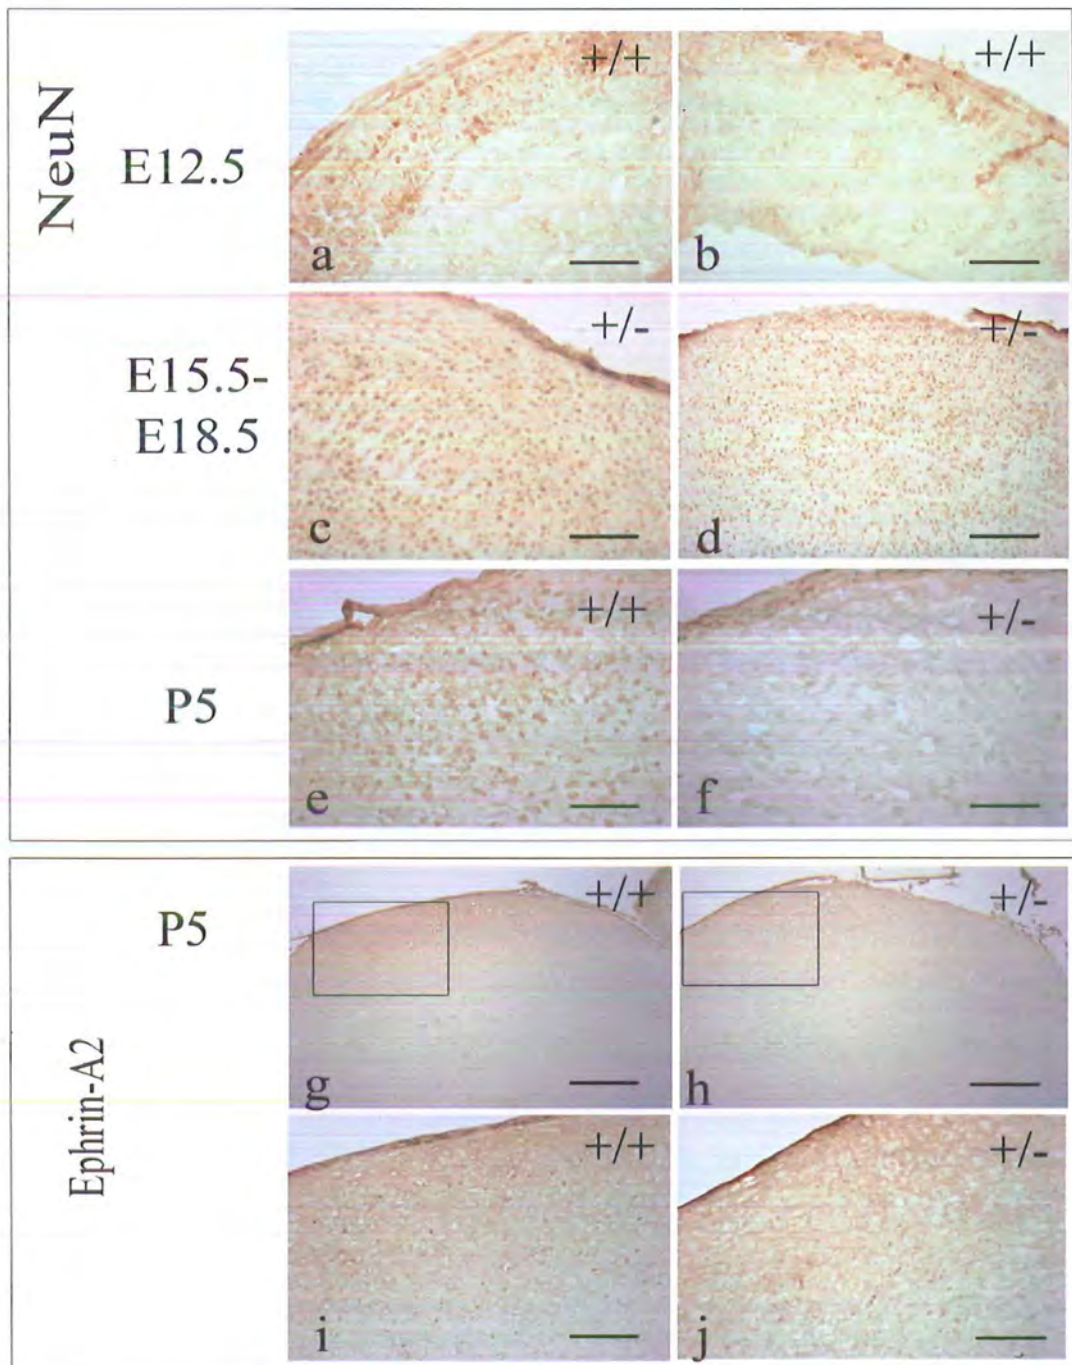 NeuN
E12.5
+/+
+/+
a
b
E15.5-
E18.5
+/-
+/-
c
d
P5
+/+
+/-
e
f
P5
+/+
+/-
g
h
Ephrin-A2
+/+
+/-
i
j